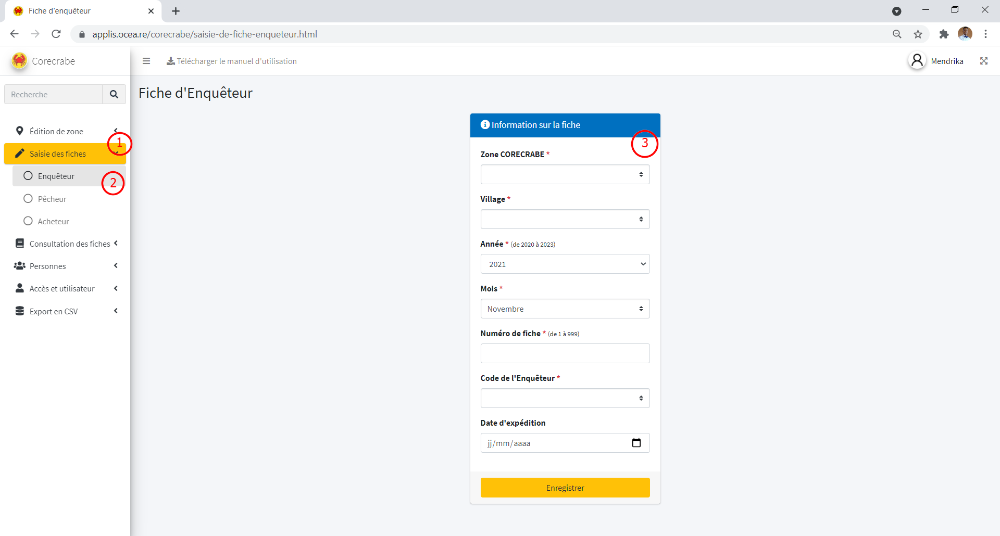 Fiche d'enquêteur
applis.ocea.re/corecrabe/saisie-de-fiche-enqueteur.html
Corecrabe
Télécharger le manuel d'utilisation
Mendrika
Recherche
Fiche d'Enquêteur
Édition de zone
1
Saisie des fiches
Enquêteur
2
Pêcheur
Acheteur
Consultation des fiches
Personnes
Accès et utilisateur
Export en CSV
Information sur la fiche
3
Zone CORECRABE *
Village *
Année * (de 2020 à 2023)
2021
Mois *
Novembre
Numéro de fiche * (de 1 à 999)
Code de l'Enquêteur *
Date d'expédition
jj/mm/aaaa
Enregistrer